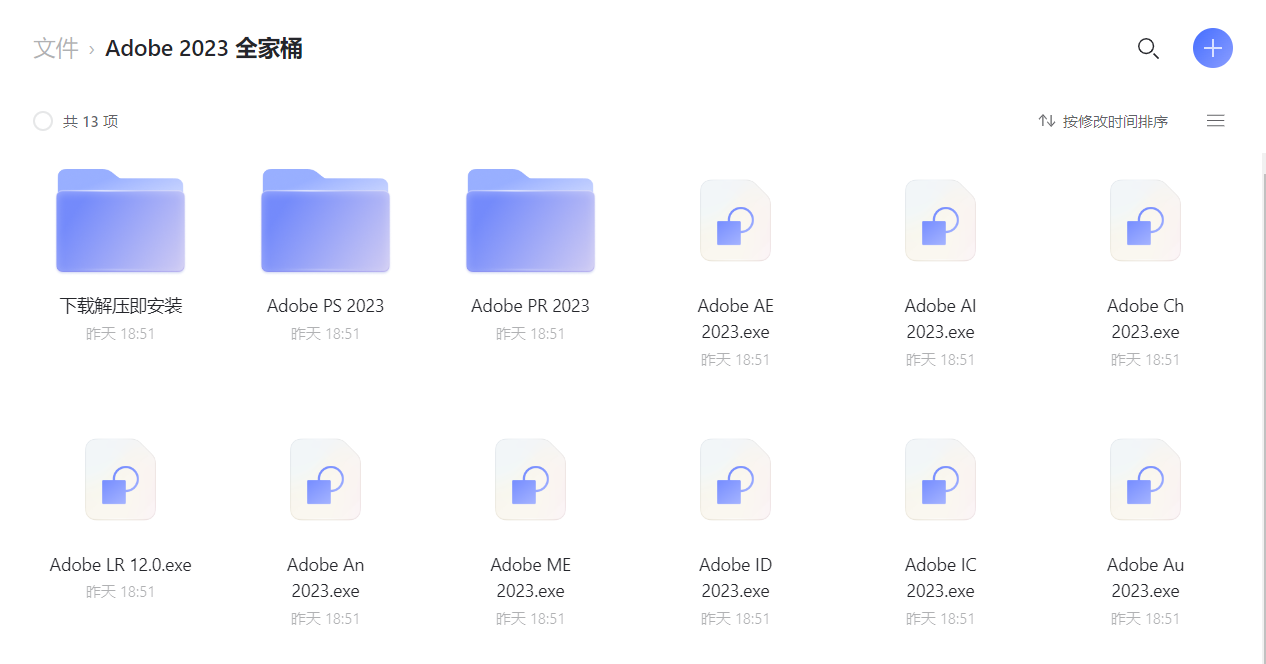 文件 › Adobe 2023 全家桶
共 13 项
按修改时间排序
下载解压即安装
昨天 18:51
Adobe PS 2023
昨天 18:51
Adobe PR 2023
昨天 18:51
Adobe AE
2023.exe
昨天 18:51
Adobe AI
2023.exe
昨天 18:51
Adobe Ch
2023.exe
昨天 18:51
Adobe LR 12.0.exe
昨天 18:51
Adobe An
2023.exe
昨天 18:51
Adobe ME
2023.exe
昨天 18:51
Adobe ID
2023.exe
昨天 18:51
Adobe IC
2023.exe
昨天 18:51
Adobe Au
2023.exe
昨天 18:51